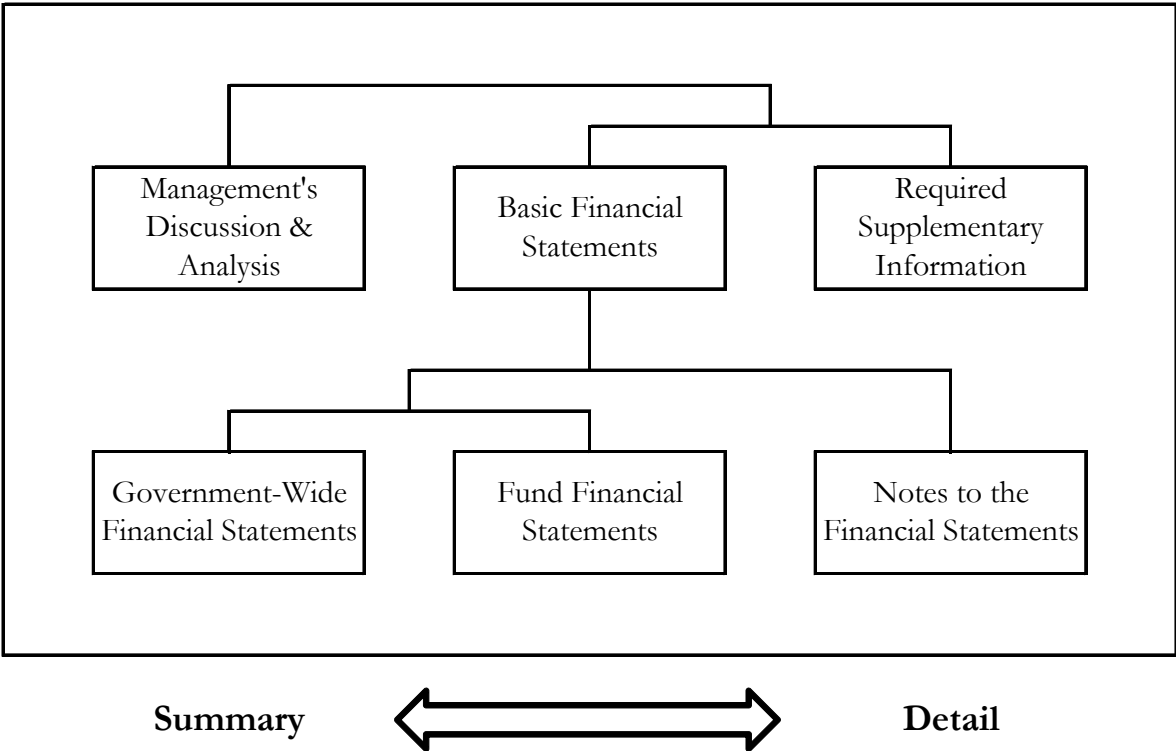 Management's
Discussion &
Analysis
Basic Financial
Statements
Required
Supplementary
Information
Government-Wide
Financial Statements
Fund Financial
Statements
Notes to the
Financial Statements
Summary
Detail